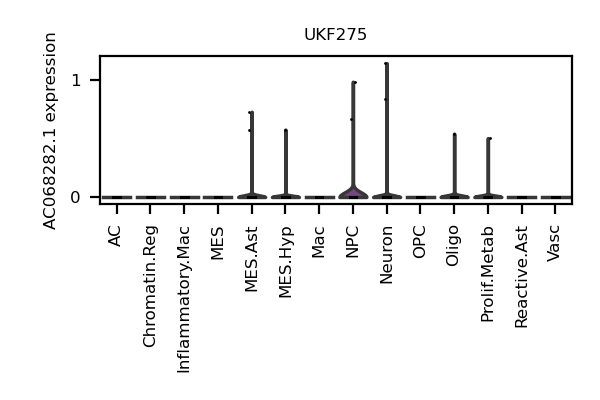 UKF275
AC068282.1 expression
1
0
AC
Chromatin.Reg
Inflammatory.Mac
MES
MES.Ast
MES.Hyp
Mac
NPC
Neuron
OPC
Oligo
Prolif.Metab
Reactive.Ast
Vasc